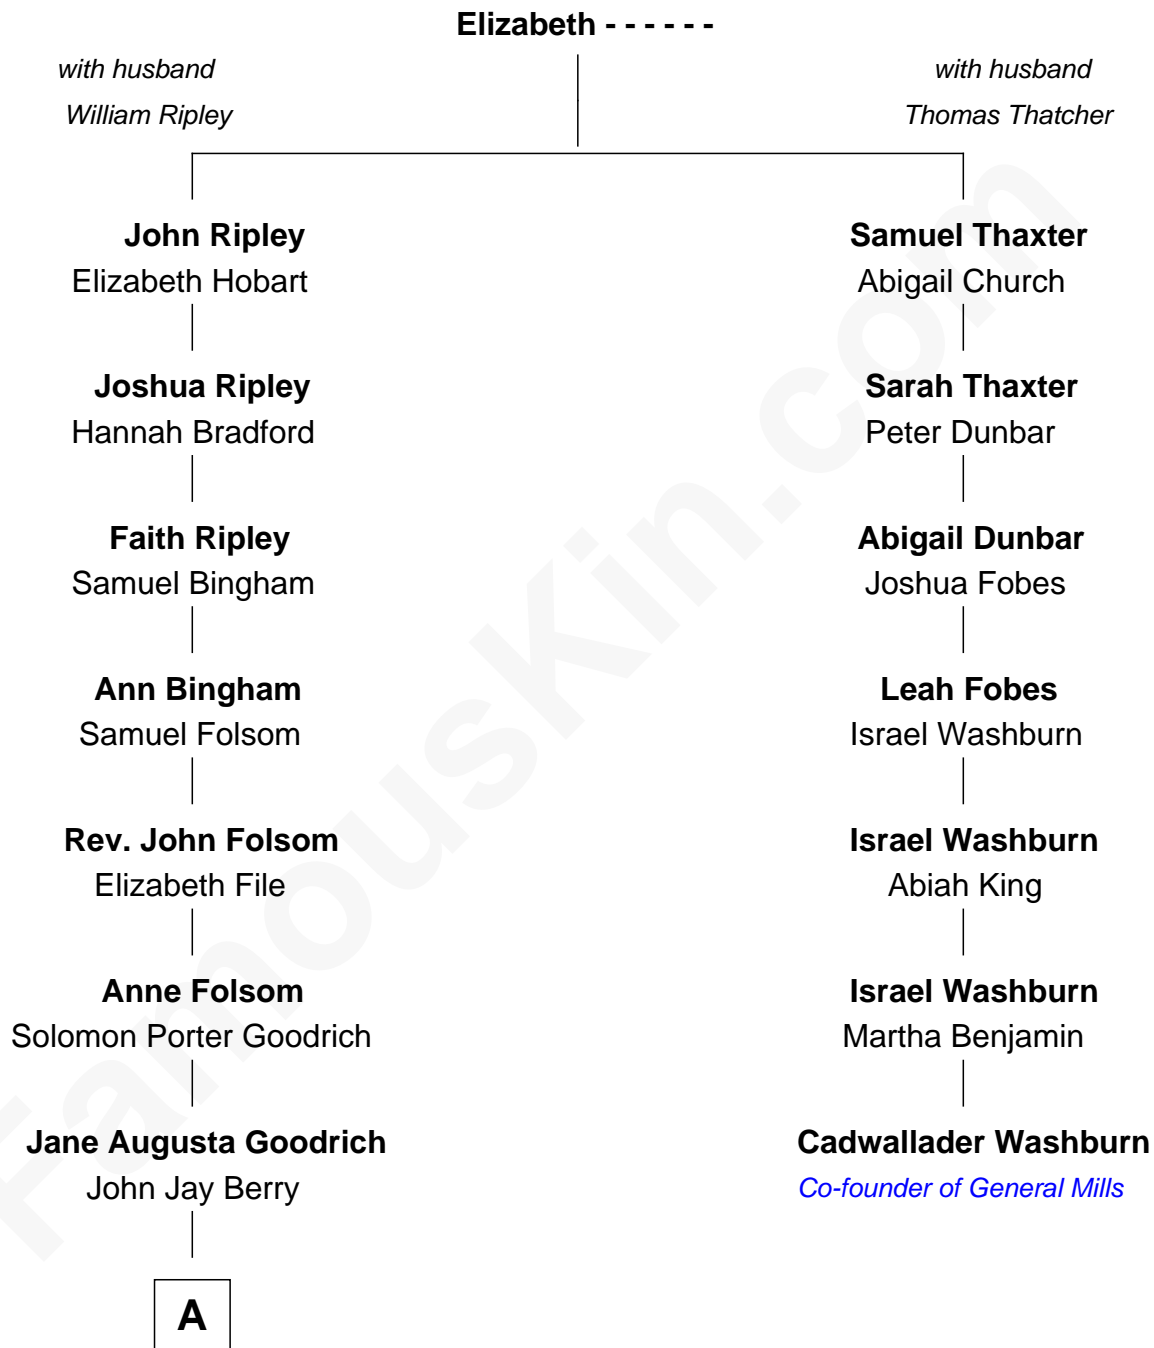 Elizabeth - - - - - -
with husband
William Ripley
with husband
Thomas Thatcher
John Ripley
Elizabeth Hobart
Samuel Thaxter
Abigail Church
Joshua Ripley
Hannah Bradford
Sarah Thaxter
Peter Dunbar
Faith Ripley
Samuel Bingham
Abigail Dunbar
Joshua Fobes
Ann Bingham
Samuel Folsom
Leah Fobes
Israel Washburn
Rev. John Folsom
Elizabeth File
Israel Washburn
Abiah King
Anne Folsom
Solomon Porter Goodrich
Israel Washburn
Martha Benjamin
Jane Augusta Goodrich
John Jay Berry
Cadwallader Washburn
Co-founder of General Mills
A
FamousKin.com